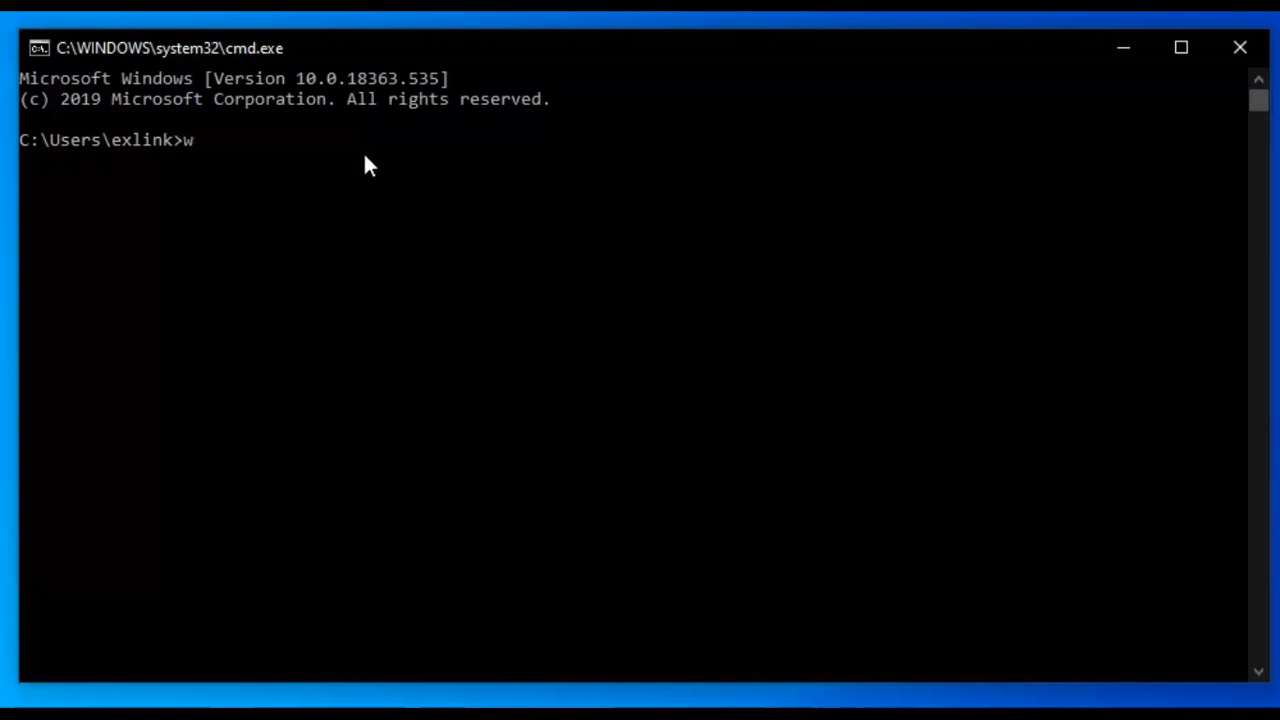 C:\WINDOWS\system32\cmd.exe
Microsoft Windows [Version 10.0.18363.535]
(c) 2019 Microsoft Corporation. All rights reserved.
C:\Users\exlink>w